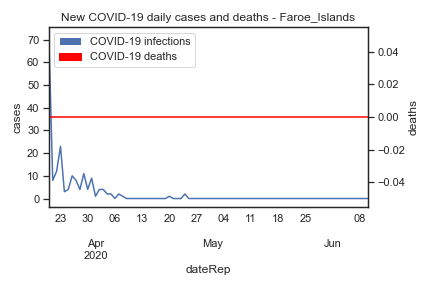 New COVID-19 daily cases and deaths - Faroe_Islands
COVID-19 infections
COVID-19 deaths
70
60
50
40
30
20
10
0
cases
0.04
0.02
0.00
−0.02
−0.04
deaths
23 30 06 13 20 27 04 11 18 25 08
Apr May Jun
2020
dateRep